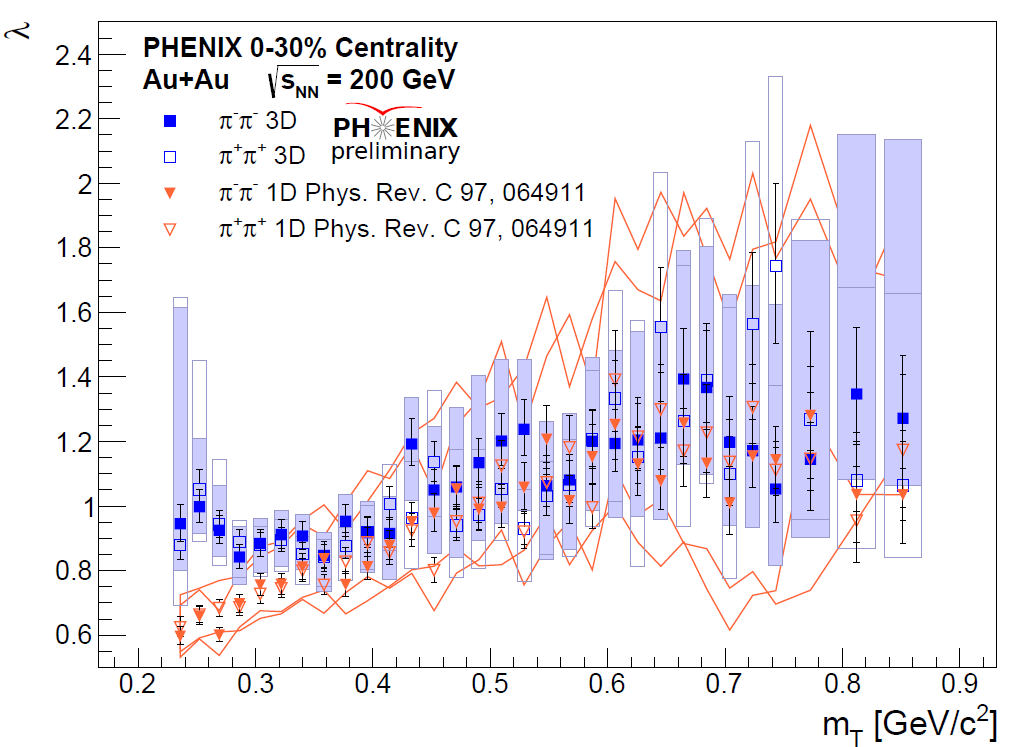 λ
PHENIX 0-30% Centrality
Au+Au √s_NN = 200 GeV
π⁻π⁻ 3D
π⁺π⁺ 3D
PHENIX
preliminary
π⁻π⁻ 1D Phys. Rev. C 97, 064911
π⁺π⁺ 1D Phys. Rev. C 97, 064911
2.4
2.2
2
1.8
1.6
1.4
1.2
1
0.8
0.6
0.2 0.3 0.4 0.5 0.6 0.7 0.8 0.9
m_T [GeV/c²]